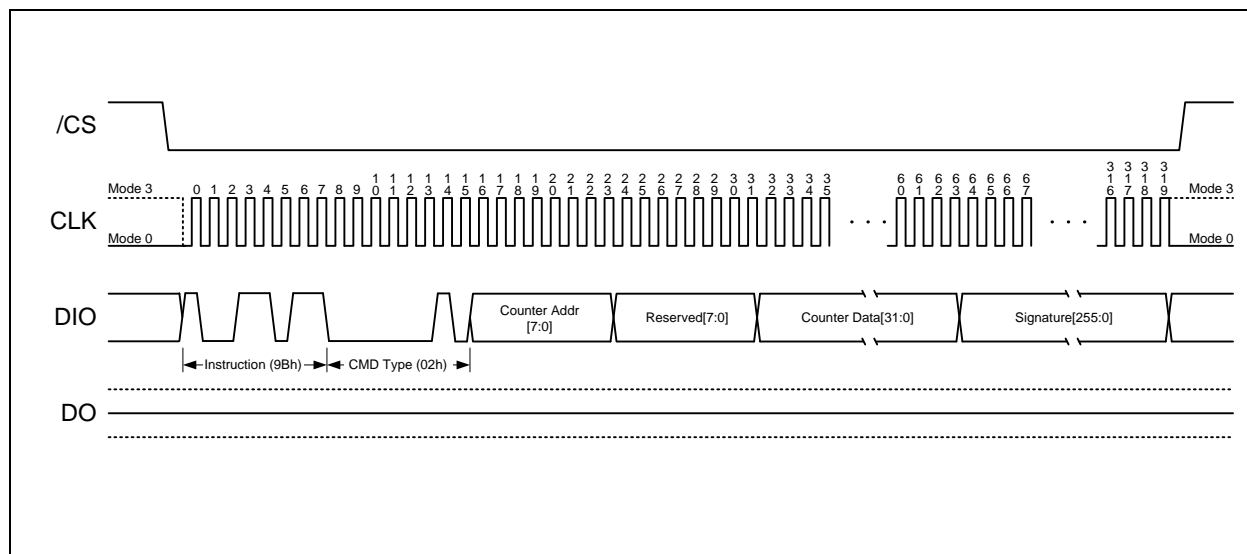 /CS
Mode 3
0 1 2 3 4 5 6 7 8 9 10 11 12 13 14 15 16 17 18 19 20 21 22 23 24 25 26 27 28 29 30 31 32 33 34 35 60 61 62 63 64 65 66 67 316 317 318 319
Mode 3
CLK
. . .
. . .
Mode 0
Mode 0
DIO
Counter Addr
[7:0]
Reserved[7:0]
Counter Data[31:0]
Signature[255:0]
Instruction (9Bh)
CMD Type (02h)
DO